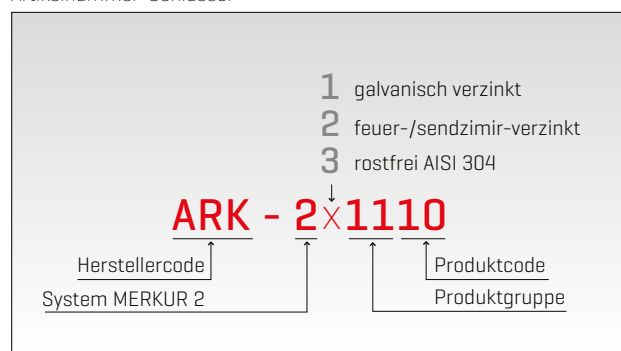 Artikelnummer-Schlüssel
1 galvanisch verzinkt
2 feuer-/sendzimir-verzinkt
3 rostfrei AISI 304
ARK - 2x1110
Herstellercode Produktcode
System MERKUR 2 Produktgruppe